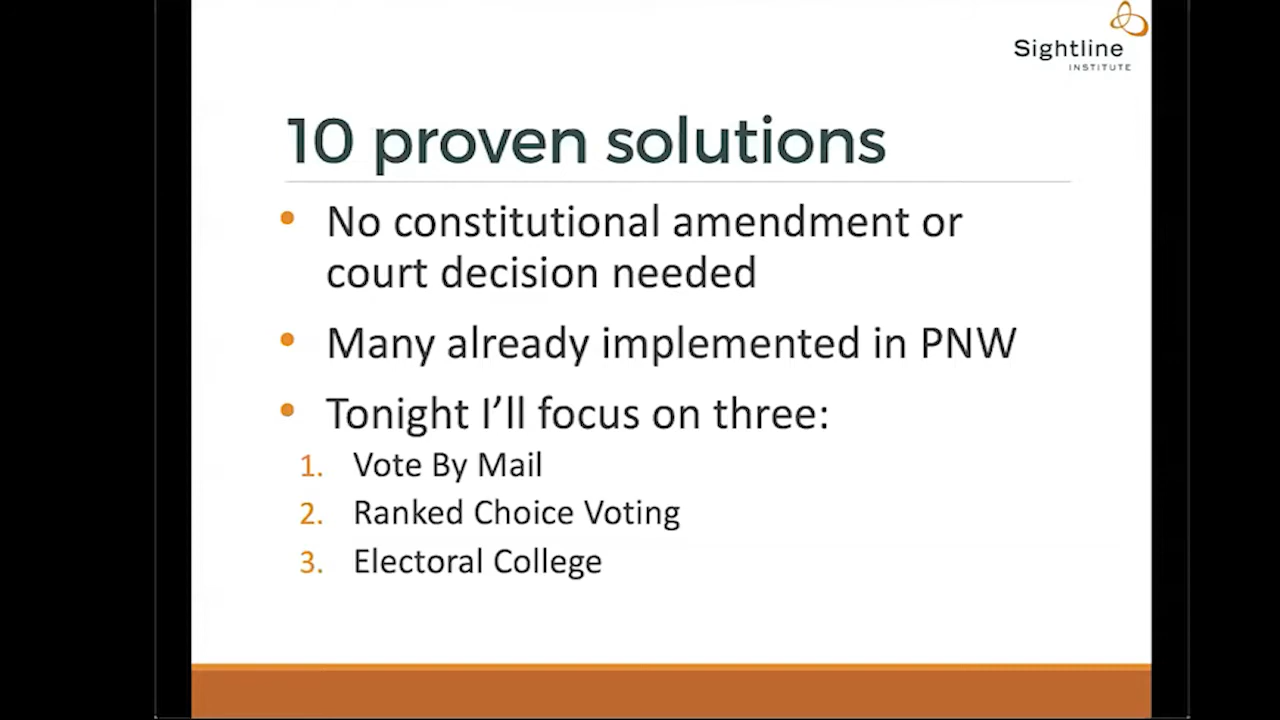 Sightline
INSTITUTE
10 proven solutions
• No constitutional amendment or
court decision needed
• Many already implemented in PNW
• Tonight I’ll focus on three:
1. Vote By Mail
2. Ranked Choice Voting
3. Electoral College